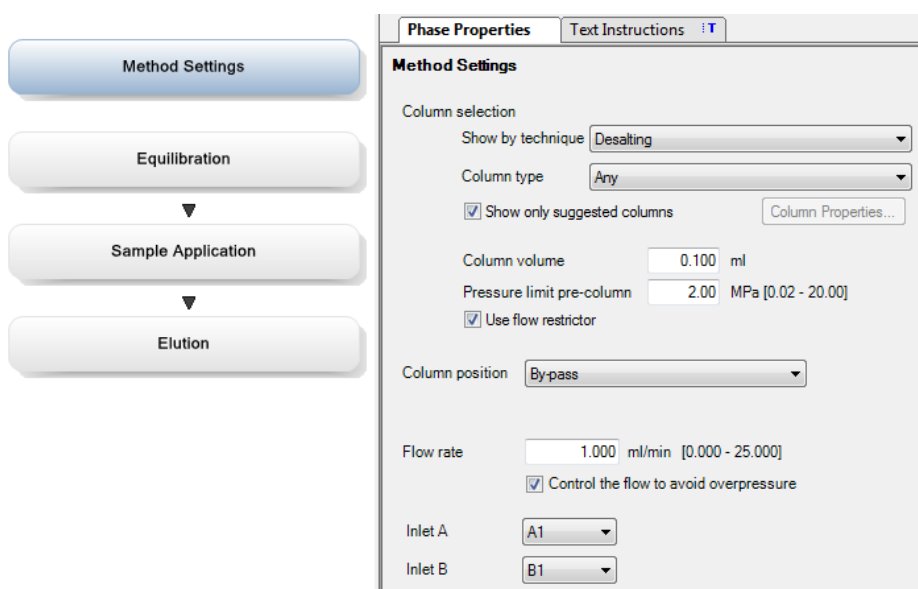 Method Settings
Equilibration
Sample Application
Elution
Phase Properties
Text Instructions T
Method Settings
Column selection
Show by technique Desalting
Column type Any
Show only suggested columns Column Properties...
Column volume 0.100 ml
Pressure limit pre-column 2.00 MPa [0.02 - 20.00]
Use flow restrictor
Column position By-pass
Flow rate 1.000 ml/min [0.000 - 25.000]
Control the flow to avoid overpressure
Inlet A A1
Inlet B B1